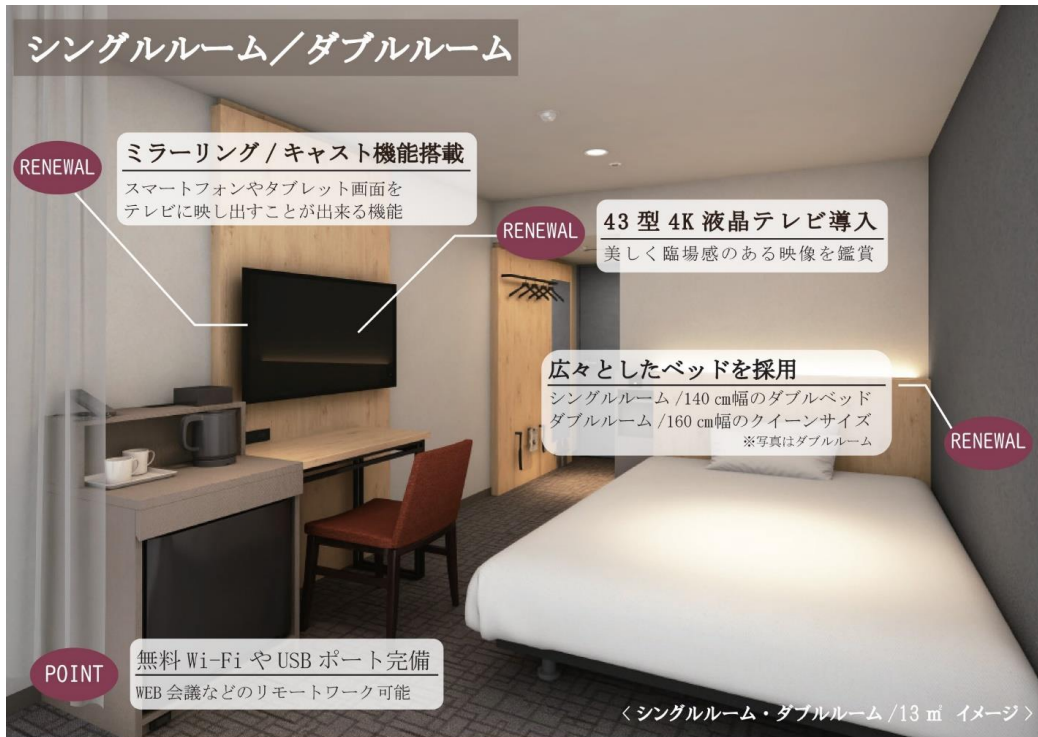 シングルルーム／ダブルルーム
RENEWAL
ミラーリング / キャスト機能搭載
スマートフォンやタブレット画面を
テレビに映し出すことが出来る機能
RENEWAL
43 型 4K 液晶テレビ導入
美しく臨場感のある映像を鑑賞
広々としたベッドを採用
シングルルーム /140 ㎝幅のダブルベッド
ダブルルーム /160 ㎝幅のクイーンサイズ
※写真はダブルルーム
RENEWAL
POINT
無料 Wi-Fi や USB ポート完備
WEB 会議などのリモートワーク可能
〈 シングルルーム・ダブルルーム /13 ㎡ イメージ 〉